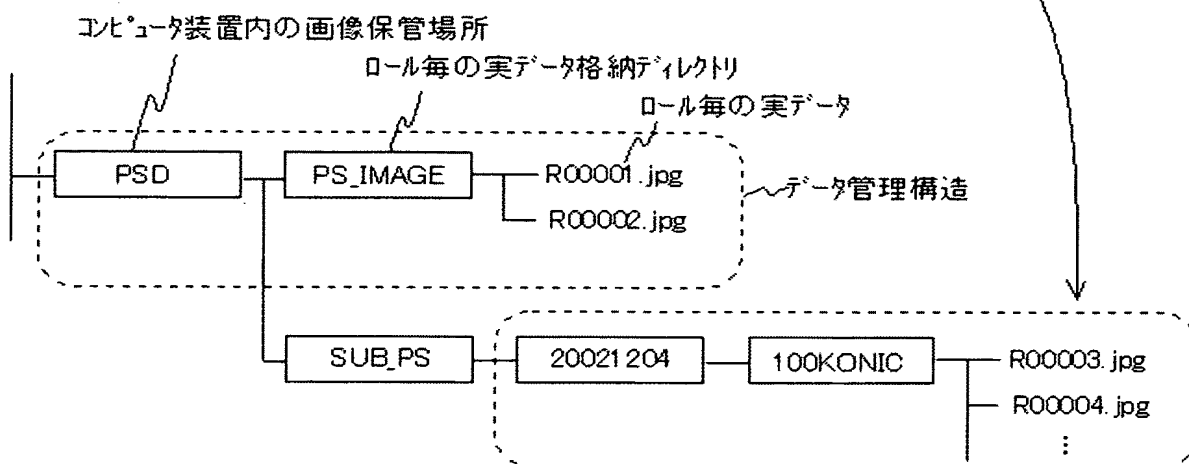 コンピュータ装置内の画像保管場所
ロール毎の実データ格納ディレクトリ
ロール毎の実データ
PSD
PS_IMAGE
R00001.jpg
データ管理構造
R00002.jpg
SUB_PS
20021204
100KONIC
R00003.jpg
R00004.jpg
⋮